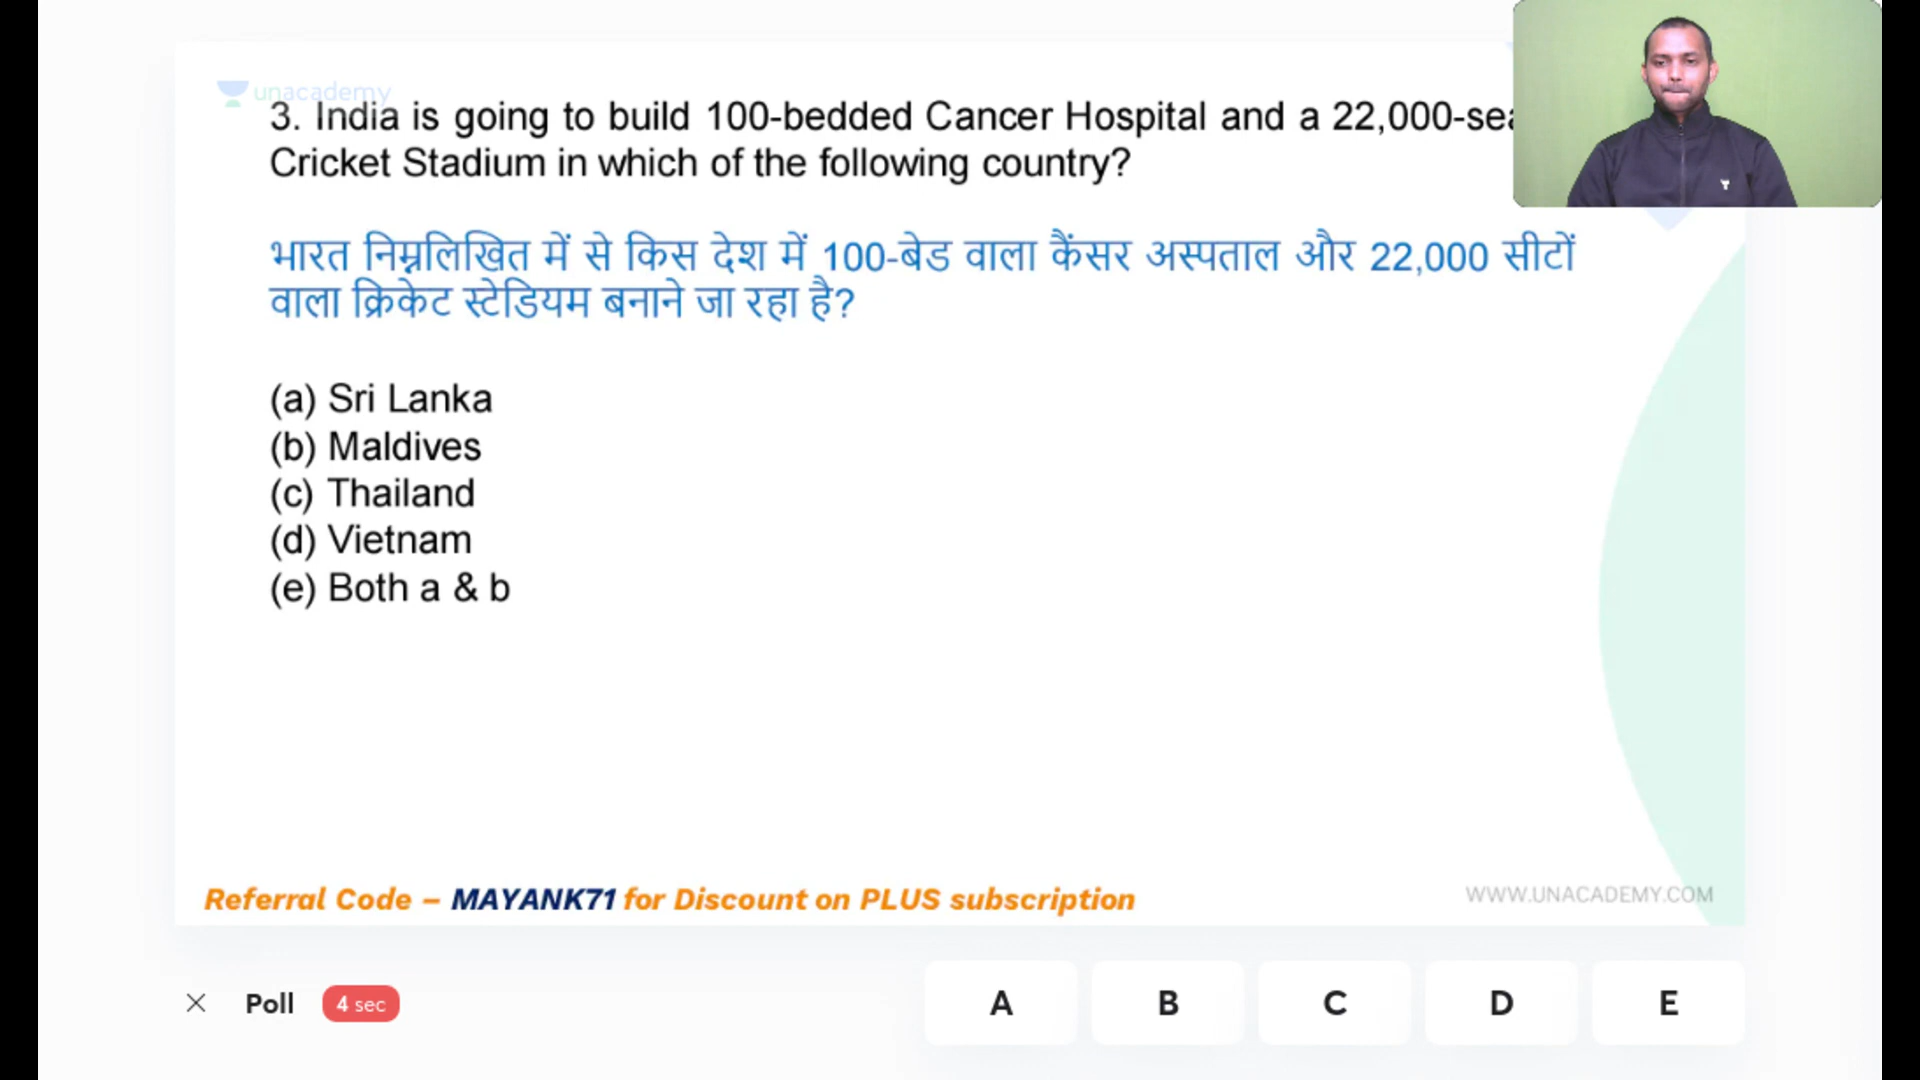 unacademy
3. India is going to build 100-bedded Cancer Hospital and a 22,000-sea
Cricket Stadium in which of the following country?
भारत निम्नलिखित में से किस देश में 100-बेड वाला कैंसर अस्पताल और 22,000 सीटों
वाला क्रिकेट स्टेडियम बनाने जा रहा है?
(a) Sri Lanka
(b) Maldives
(c) Thailand
(d) Vietnam
(e) Both a & b
Referral Code – MAYANK71 for Discount on PLUS subscription
WWW.UNACADEMY.COM
× Poll 4 sec A B C D E